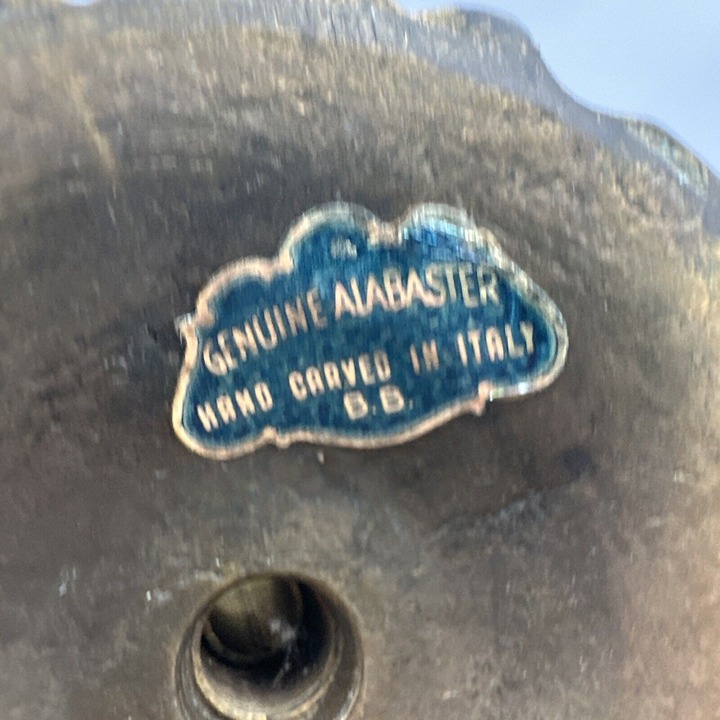 GENUINE ALABASTER
HAND CARVED IN ITALY
B.B.